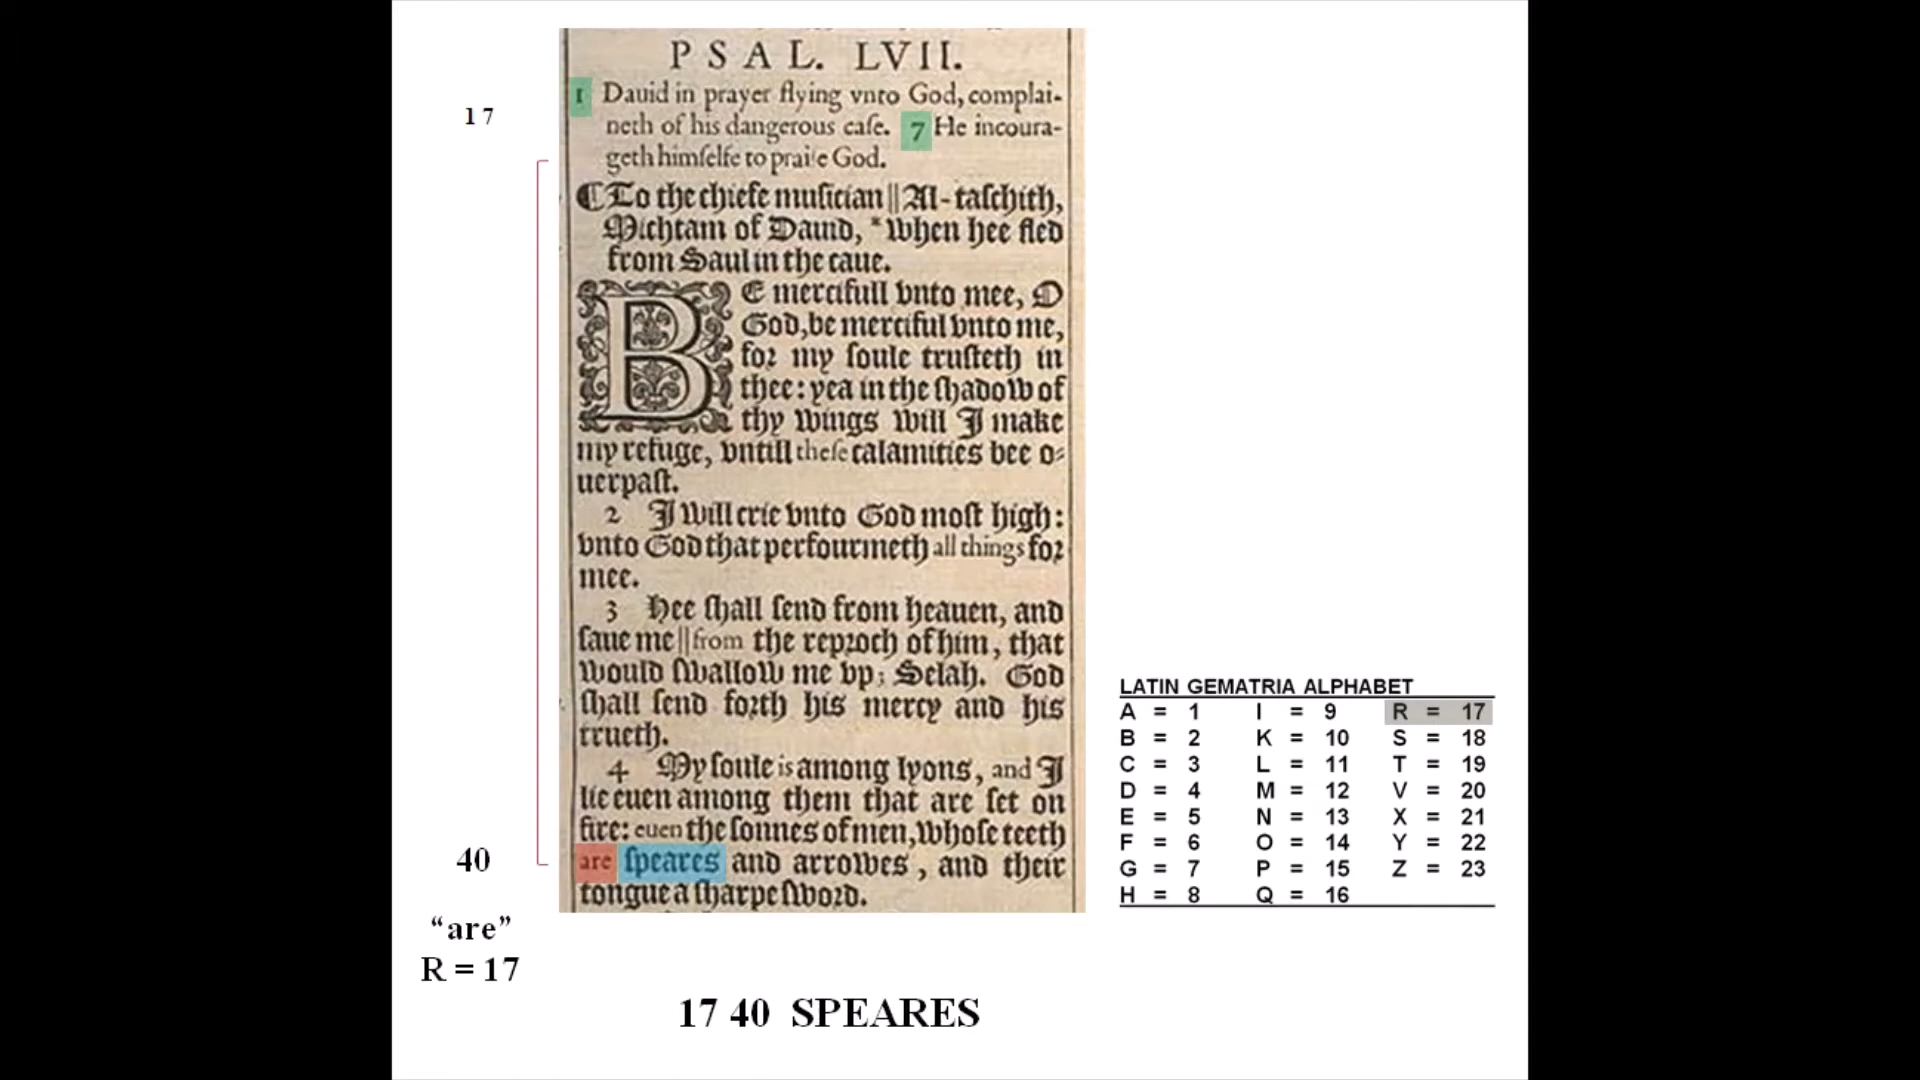 PSAL. LVII.
1 Dauid in prayer flying vnto God, complai-
neth of his dangerous caſe. 7 He incoura-
geth himſelfe to praiſe God.
¶To the chiefe muſician || Al-taſchith,
Michtam of Dauid, *when hee fled
from Saul in the caue.
BE mercifull vnto mee, O
God, be merciful vnto me,
for my ſoule truſteth in
thee: yea in the ſhadow of
thy wings will I make
my refuge, vntill theſe calamities bee o-
uerpaſt.
2 I will crie vnto God moſt high:
vnto God that perfourmeth all things for
mee.
3 Hee ſhall ſend from heauen, and
ſaue me || from the reproch of him, that
would ſwallow me vp; Selah. God
ſhall ſend forth his mercy and his
trueth.
4 My ſoule is among lyons, and I
lie euen among them that are ſet on
fire: euen the ſonnes of men, whoſe teeth
are ſpeares and arrowes, and their
tongue a ſharpe ſword.
17
40
“are”
R = 17
17 40 SPEARES
LATIN GEMATRIA ALPHABET
A = 1 I = 9 R = 17
B = 2 K = 10 S = 18
C = 3 L = 11 T = 19
D = 4 M = 12 V = 20
E = 5 N = 13 X = 21
F = 6 O = 14 Y = 22
G = 7 P = 15 Z = 23
H = 8 Q = 16